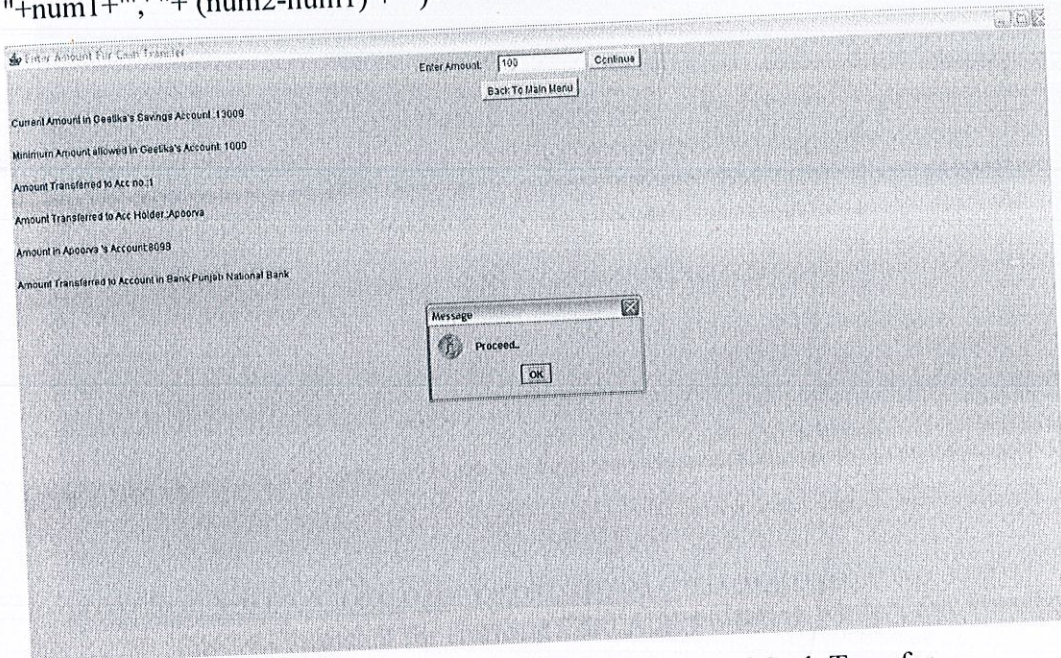 "+num1+"',' "+ (num2-num1) + "')
Enter Amount For Cash Transfer
Enter Amount: 100 Continue
Back To Main Menu
Current Amount in Geetika's Savings Account :13009
Minimum Amount allowed in Geetika's Account: 1000
Amount Transferred to Acc no.:1
Amount Transferred to Acc Holder:Apoorva
Amount in Apoorva 's Account:8098
Amount Transferred to Account in Bank:Punjab National Bank
Message
Proceed..
OK
Transfer